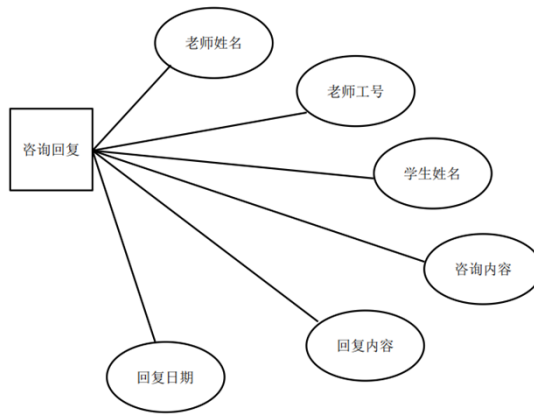 老师姓名
老师工号
咨询回复
学生姓名
咨询内容
回复内容
回复日期